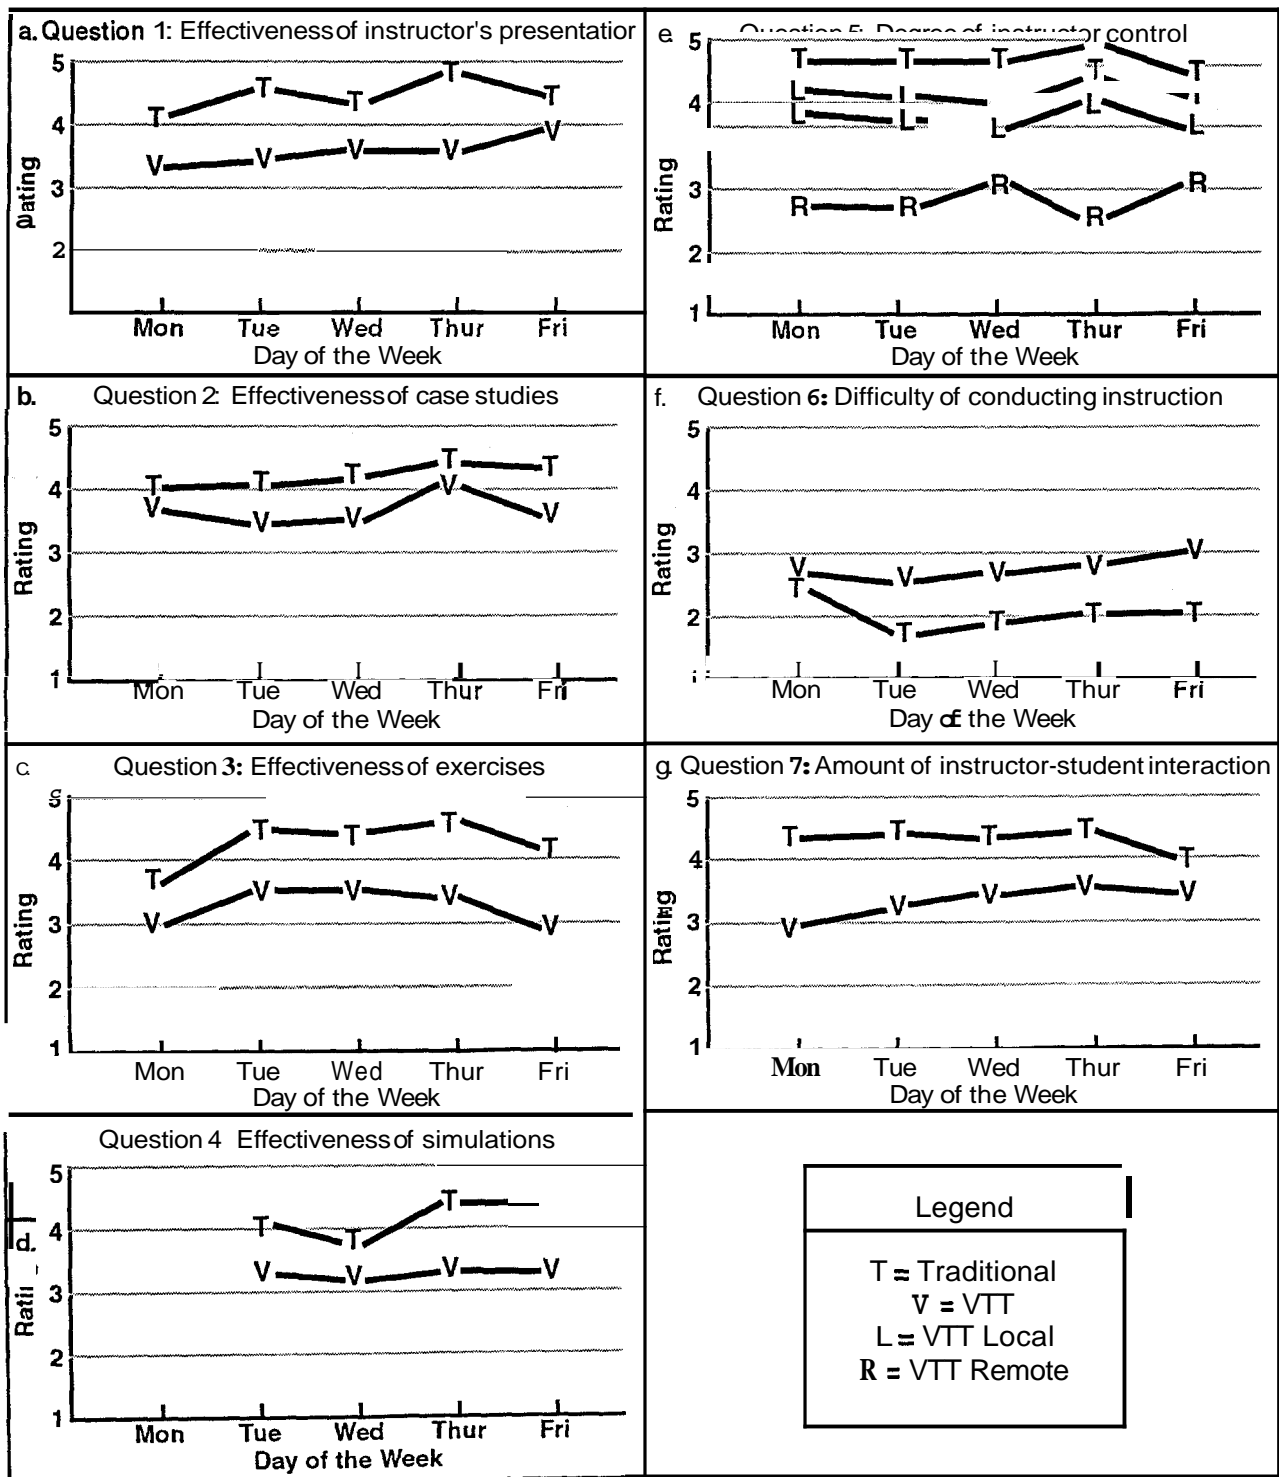 a. Question 1: Effectiveness of instructor's presentatior
5
4
3
2
Mon Tue Wed Thur Fri
Day of the Week
T T T T T
V V V V V
b. Question 2: Effectiveness of case studies
5
4
3
2
1
Rating
T T T T T
V V V V V
Mon Tue Wed Thur Fri
Day of the Week
c. Question 3: Effectiveness of exercises
5
4
3
2
1
Rating
T T T T T
V V V V V
Mon Tue Wed Thur Fri
Day of the Week
d.
Question 4 Effectiveness of simulations
5
4
3
2
1
T T T
V V V V
Mon Tue Wed Thur Fri
Day of the Week
e. Question 5: Degree of instructor control
5
4
3
2
1
Rating
T T T T T
L L L L L
R R R R R
Mon Tue Wed Thur Fri
Day of the Week
f. Question 6: Difficulty of conducting instruction
5
4
3
2
Rating
V V V V V
T T T T T
Mon Tue Wed Thur Fri
Day of the Week
g. Question 7: Amount of instructor-student interaction
5
4
3
2
1
Rating
T T T T T
V V V V V
Mon Tue Wed Thur Fri
Day of the Week
Legend
T = Traditional
V = VTT
L = VTT Local
R = VTT Remote